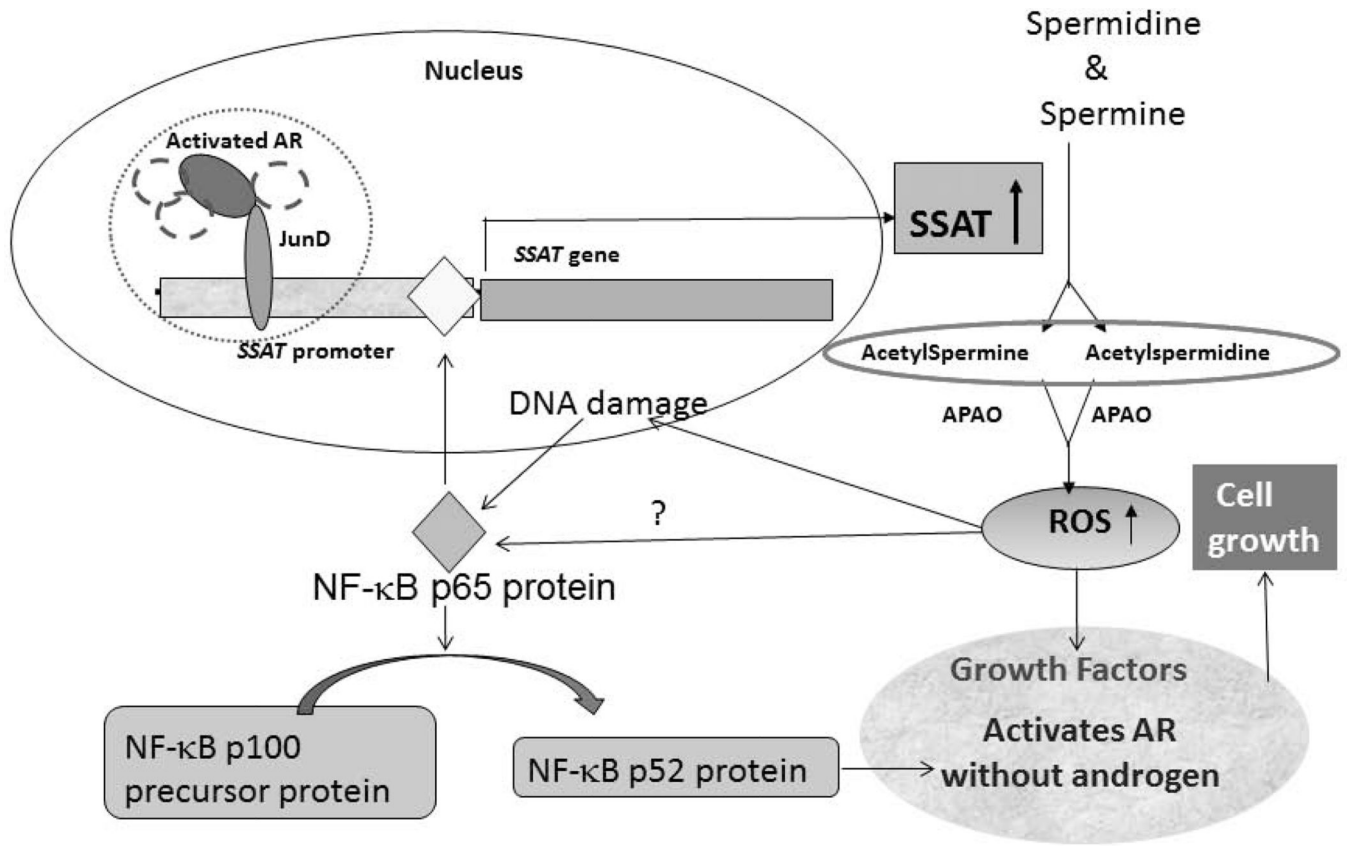 Spermidine
&
Spermine
Nucleus
Activated AR
JunD
SSAT gene
SSAT
SSAT promoter
AcetylSpermine
Acetylspermidine
APAO
APAO
DNA damage
?
ROS
Cell
growth
NF-κB p65 protein
Growth Factors
Activates AR
without androgen
NF-κB p100
precursor protein
NF-κB p52 protein